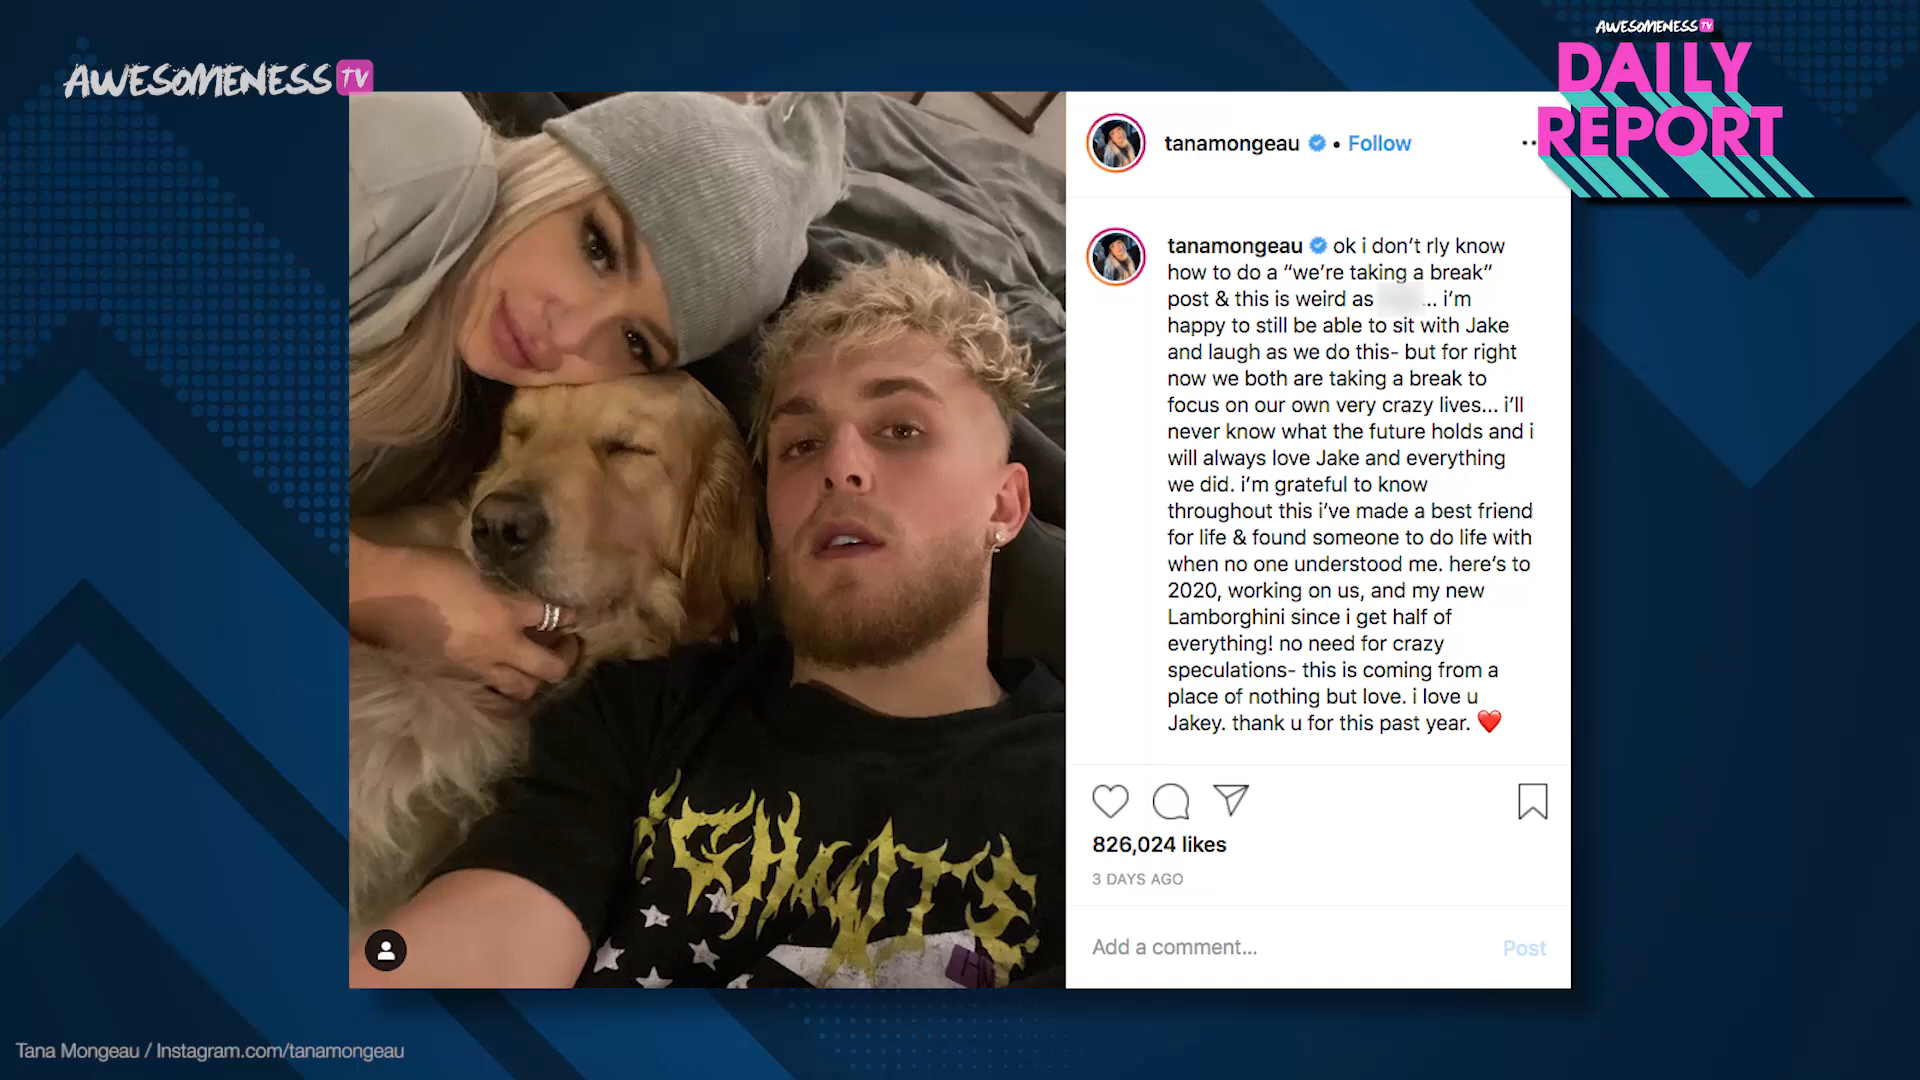 AWESOMENESS TV
AWESOMENESS TV
DAILY
REPORT
tanamongeau • Follow
tanamongeau ok i don’t rly know
how to do a “we’re taking a break”
post & this is weird as ... i’m
happy to still be able to sit with Jake
and laugh as we do this- but for right
now we both are taking a break to
focus on our own very crazy lives... i’ll
never know what the future holds and i
will always love Jake and everything
we did. i’m grateful to know
throughout this i’ve made a best friend
for life & found someone to do life with
when no one understood me. here’s to
2020, working on us, and my new
Lamborghini since i get half of
everything! no need for crazy
speculations- this is coming from a
place of nothing but love. i love u
Jakey. thank u for this past year. ❤️
826,024 likes
3 DAYS AGO
Add a comment... Post
Tana Mongeau / Instagram.com/tanamongeau